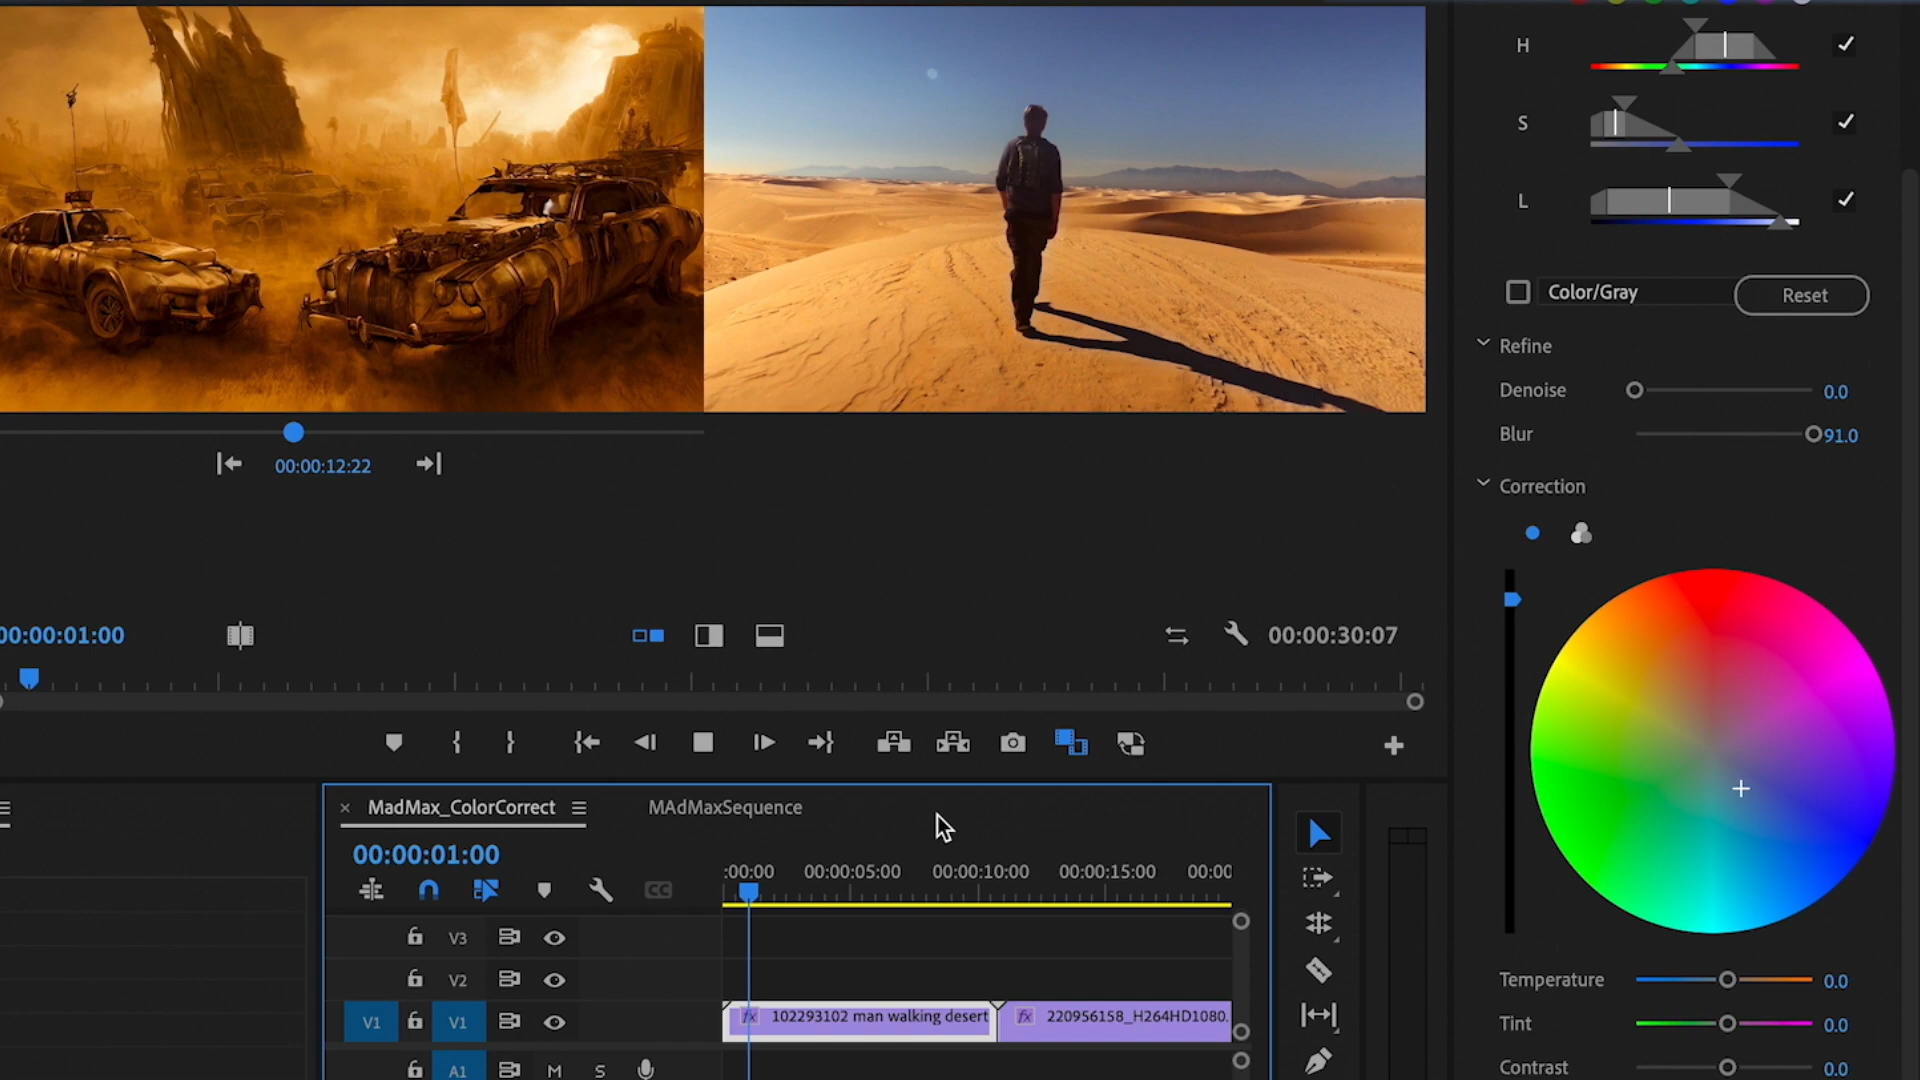 H
S
L
Color/Gray
Reset
Refine
Denoise
0.0
Blur
91.0
00:00:12:22
Correction
00:00:01:00
00:00:30:07
MadMax_ColorCorrect
MAdMaxSequence
00:00:01:00
:00:00
00:00:05:00
00:00:10:00
00:00:15:00
00:00
CC
V3
V2
V1
V1
fx
102293102 man walking desert
fx
220956158_H264HD1080.
A1
M
S
Temperature
0.0
Tint
0.0
Contrast
0.0